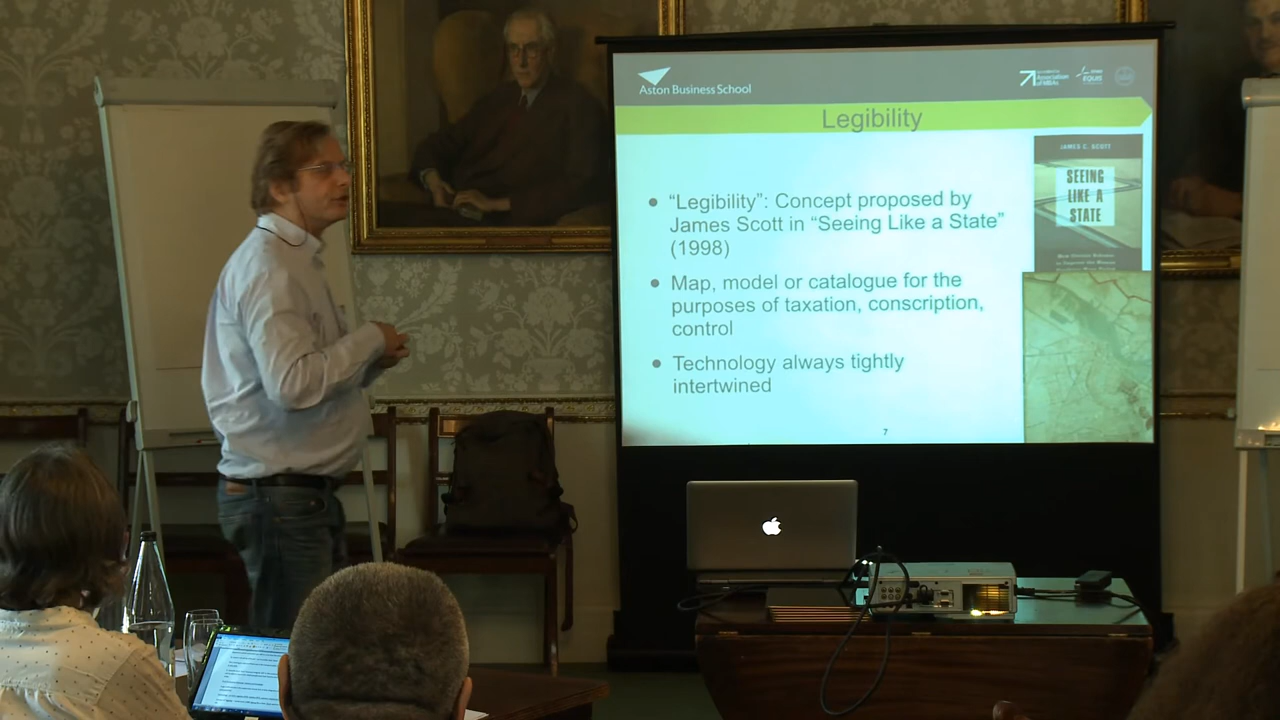 Aston Business School
Association
of MBAs
EQUIS
Legibility
“Legibility”: Concept proposed by
James Scott in “Seeing Like a State”
(1998)
Map, model or catalogue for the
purposes of taxation, conscription,
control
Technology always tightly
intertwined
7
JAMES C. SCOTT
SEEING
LIKE A
STATE